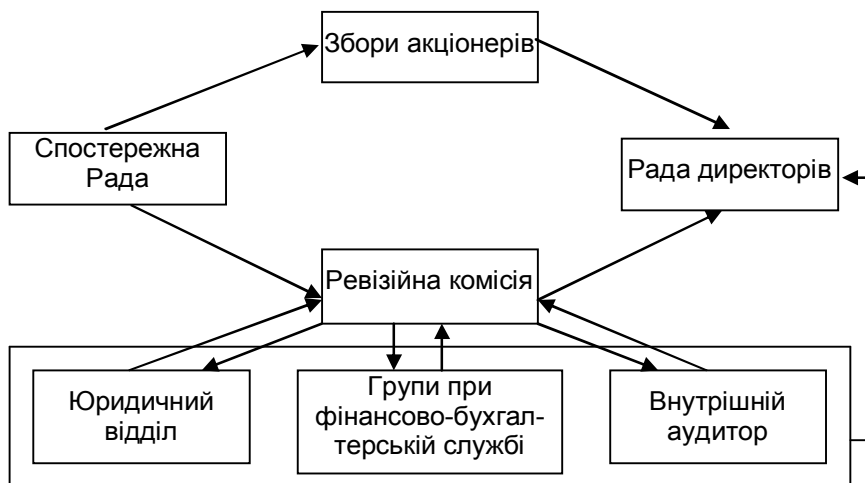 Збори акціонерів
Спостережна
Рада
Рада директорів
Ревізійна комісія
Юридичний
відділ
Групи при
фінансово-бухгал-
терській службі
Внутрішній
аудитор